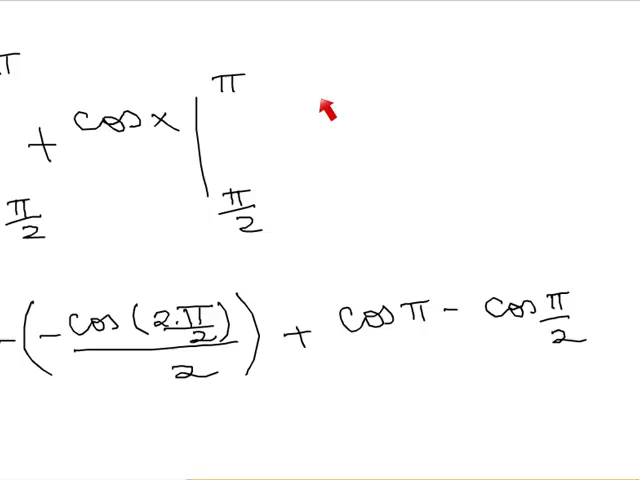 π
π/2 + cos x | π π/2
-(- cos(2·π/2)/2) + cos π - cos π/2